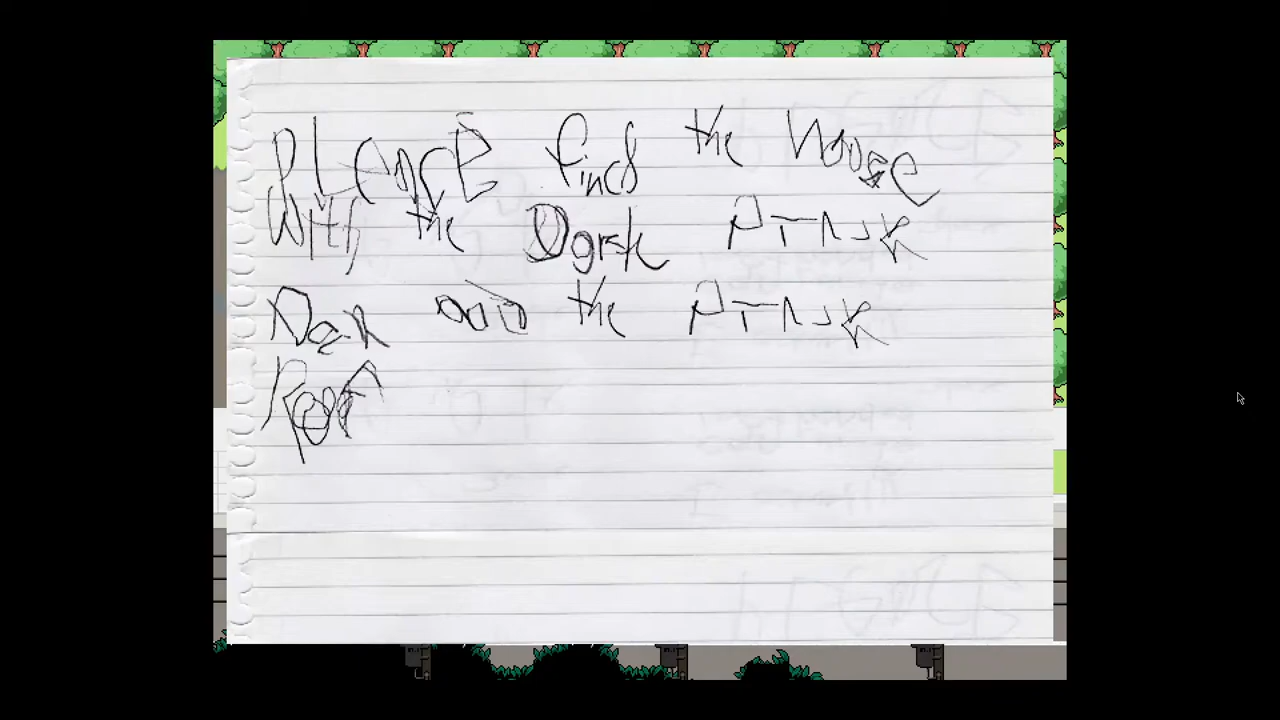 PLEASE find the house
With the Dark PINK
Door and the PINK
Roof